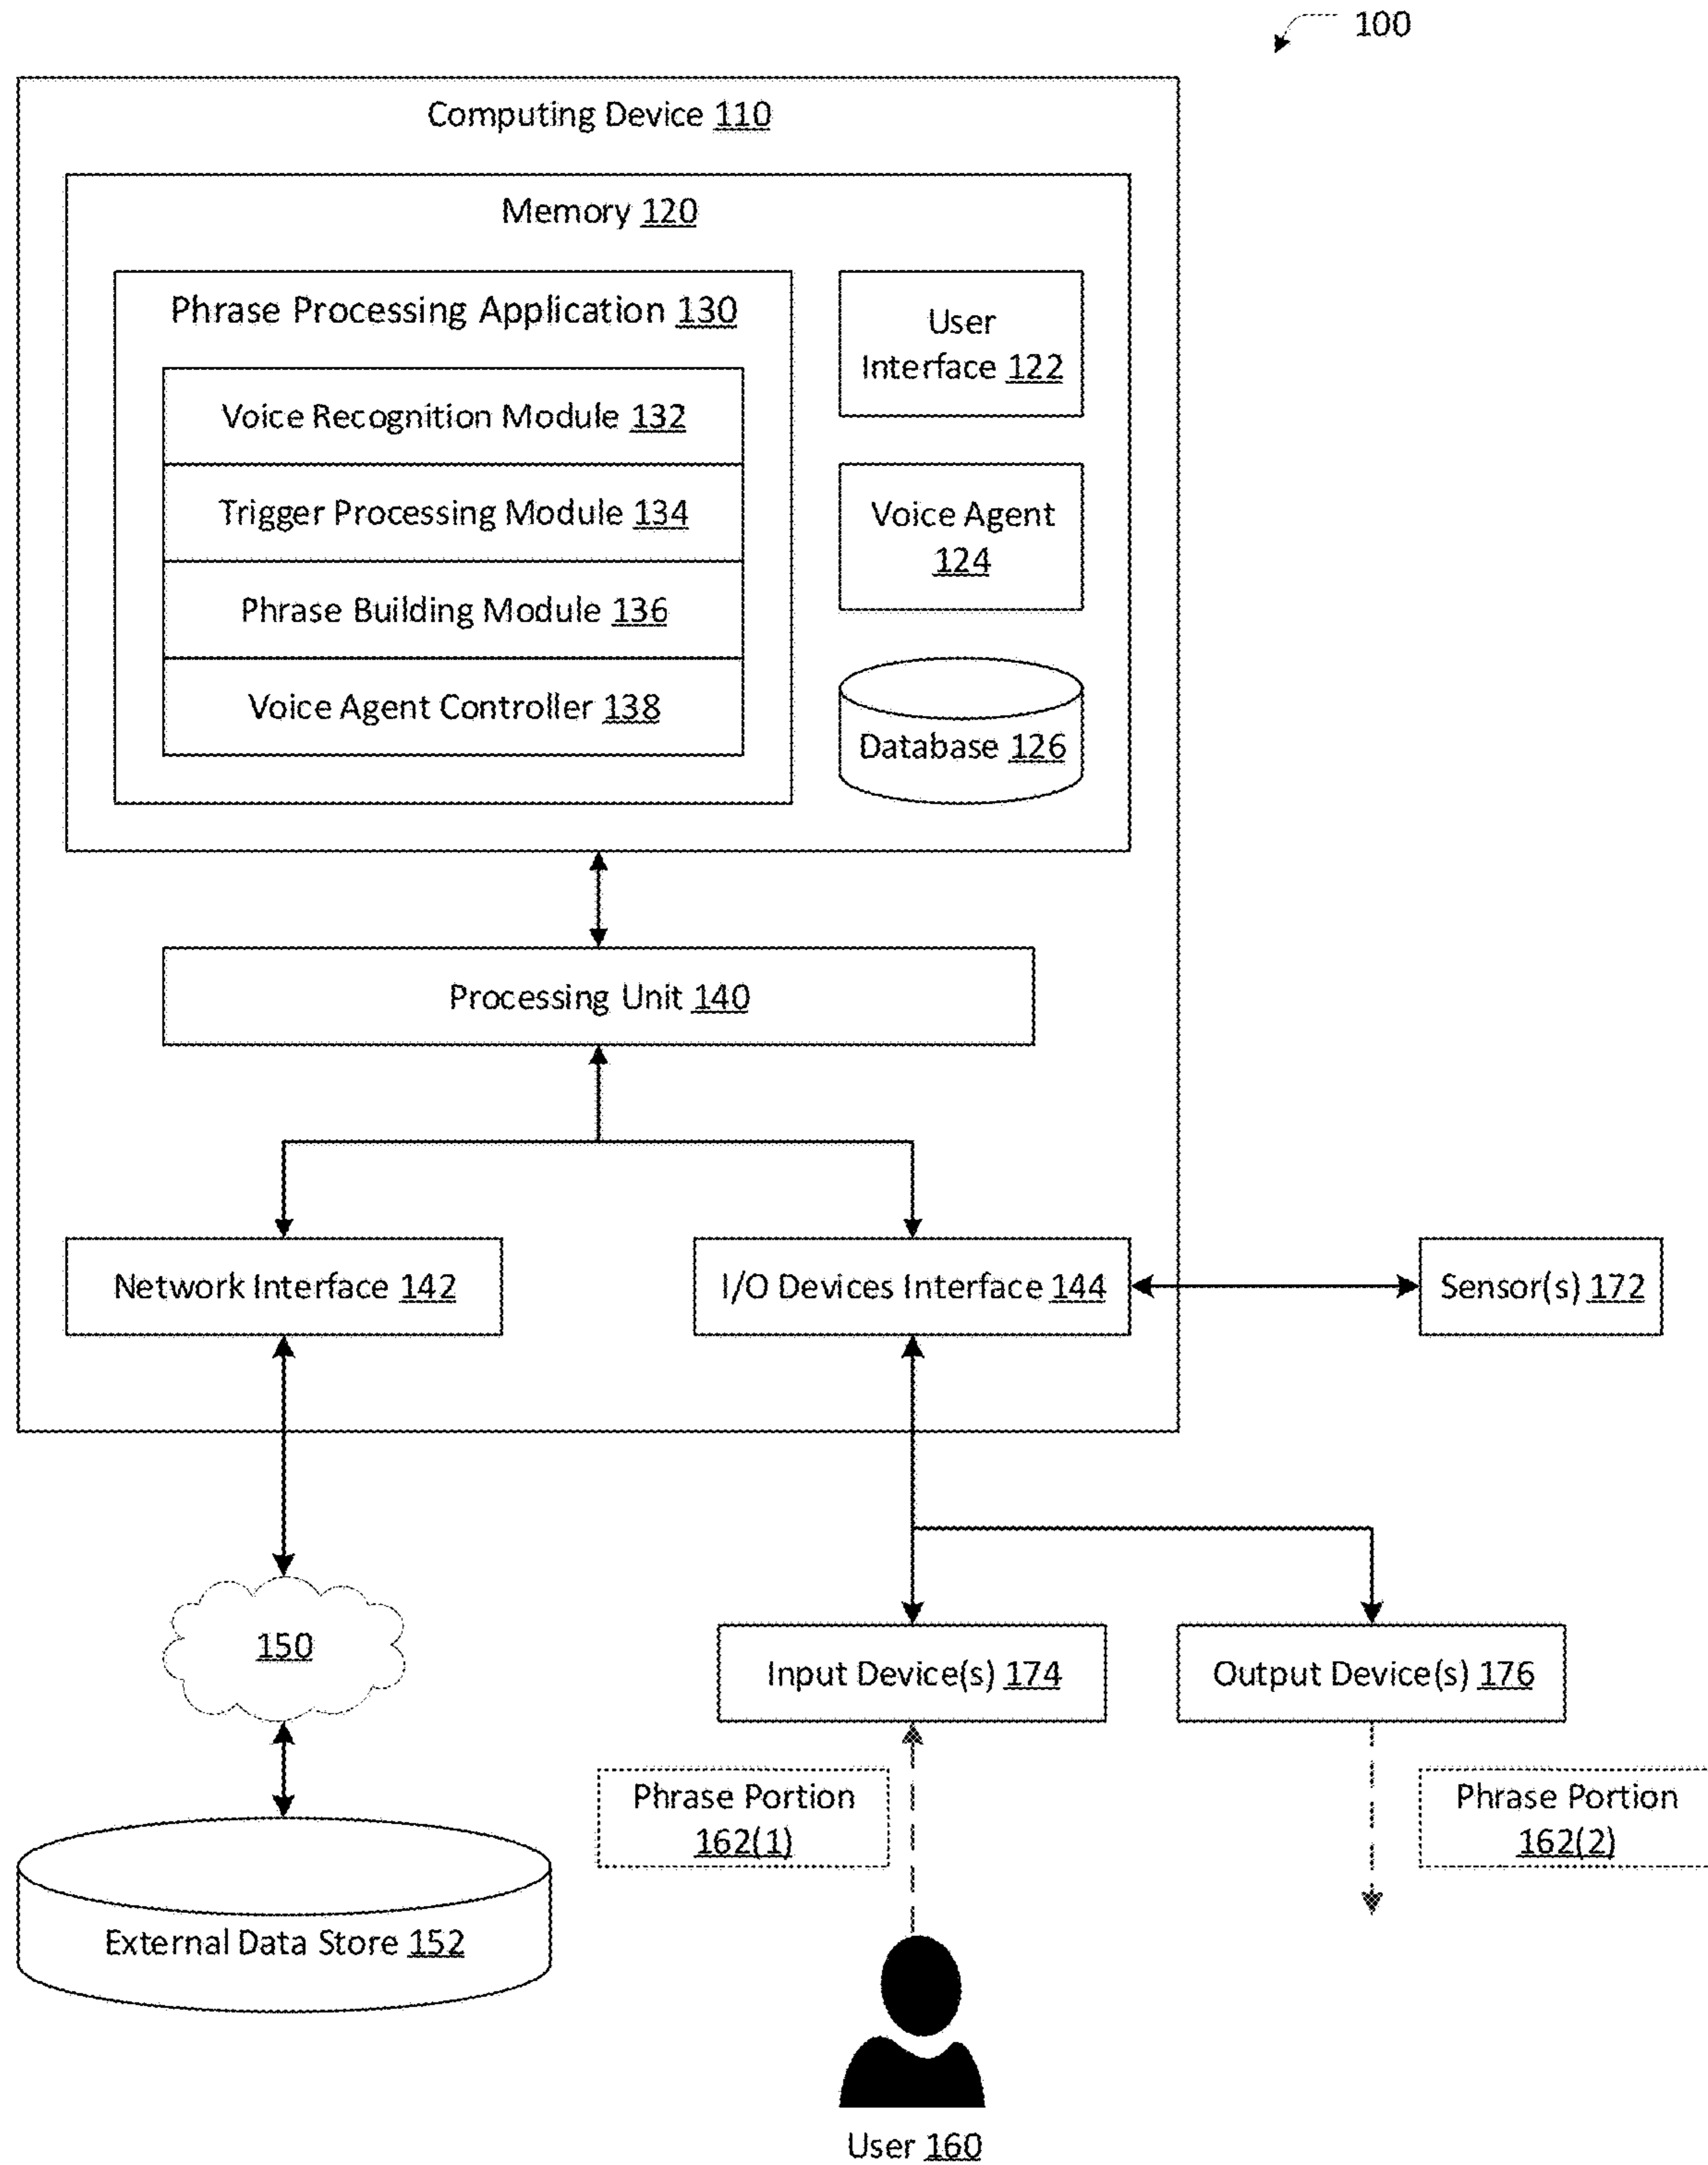 100
Computing Device 110
Memory 120
Phrase Processing Application 130
Voice Recognition Module 132
Trigger Processing Module 134
Phrase Building Module 136
Voice Agent Controller 138
User
Interface 122
Voice Agent
124
Database 126
Processing Unit 140
Network Interface 142
I/O Devices Interface 144
Sensor(s) 172
150
Input Device(s) 174
Output Device(s) 176
Phrase Portion
162(1)
Phrase Portion
162(2)
External Data Store 152
User 160